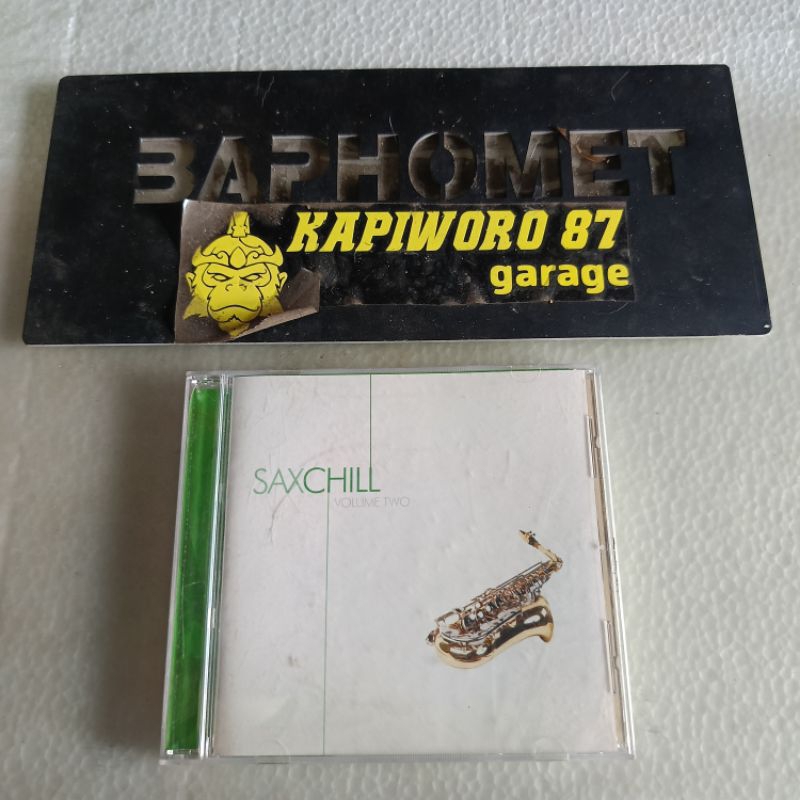 BAPHOMET
KAPIWORO 87
garage
SAXCHILL
VOLUME TWO